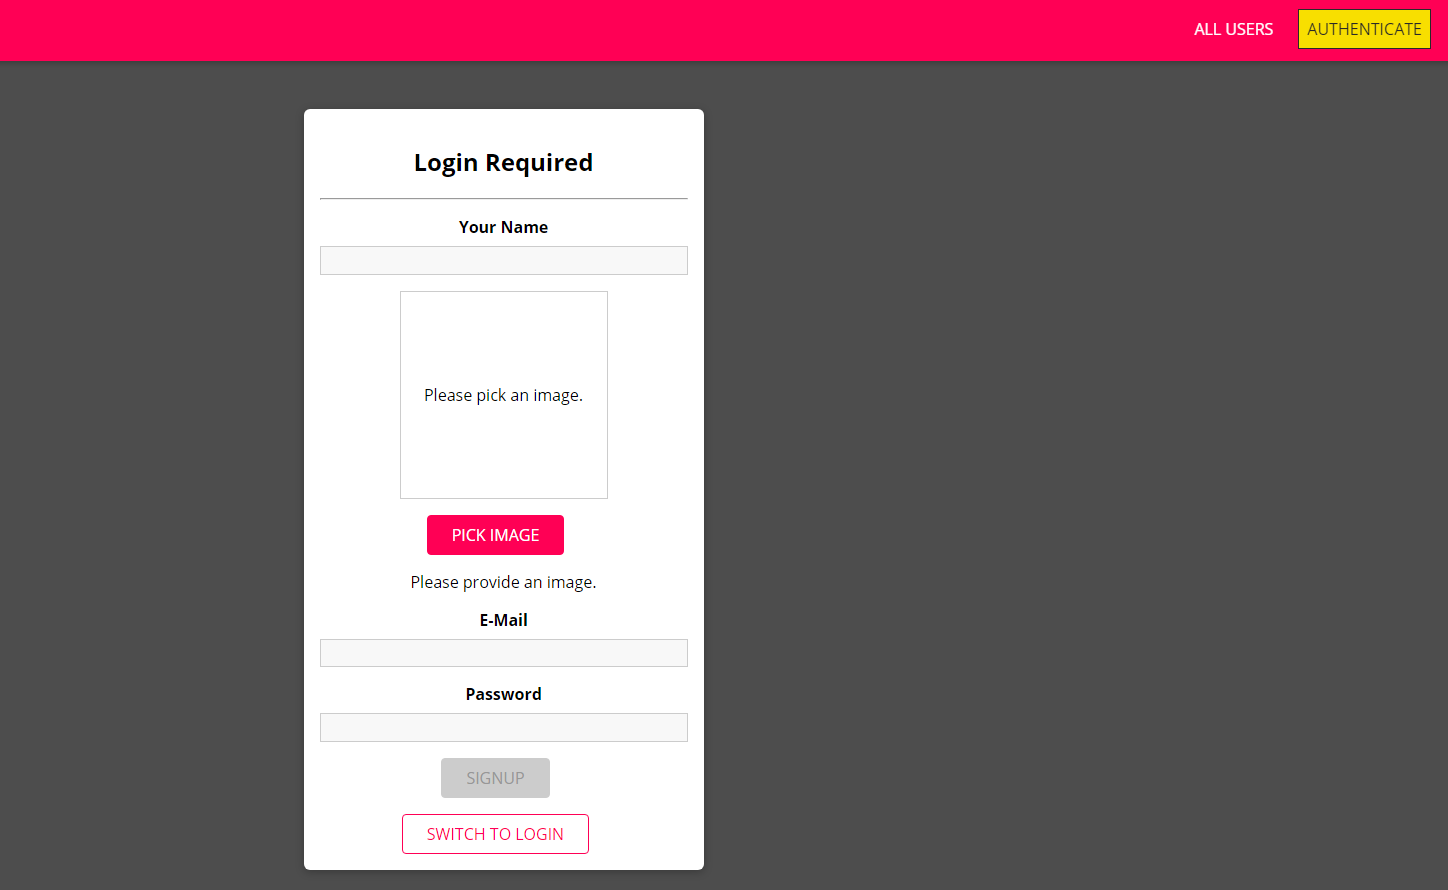 ALL USERS
AUTHENTICATE
Login Required
Your Name
Please pick an image.
PICK IMAGE
Please provide an image.
E-Mail
Password
SIGNUP
SWITCH TO LOGIN